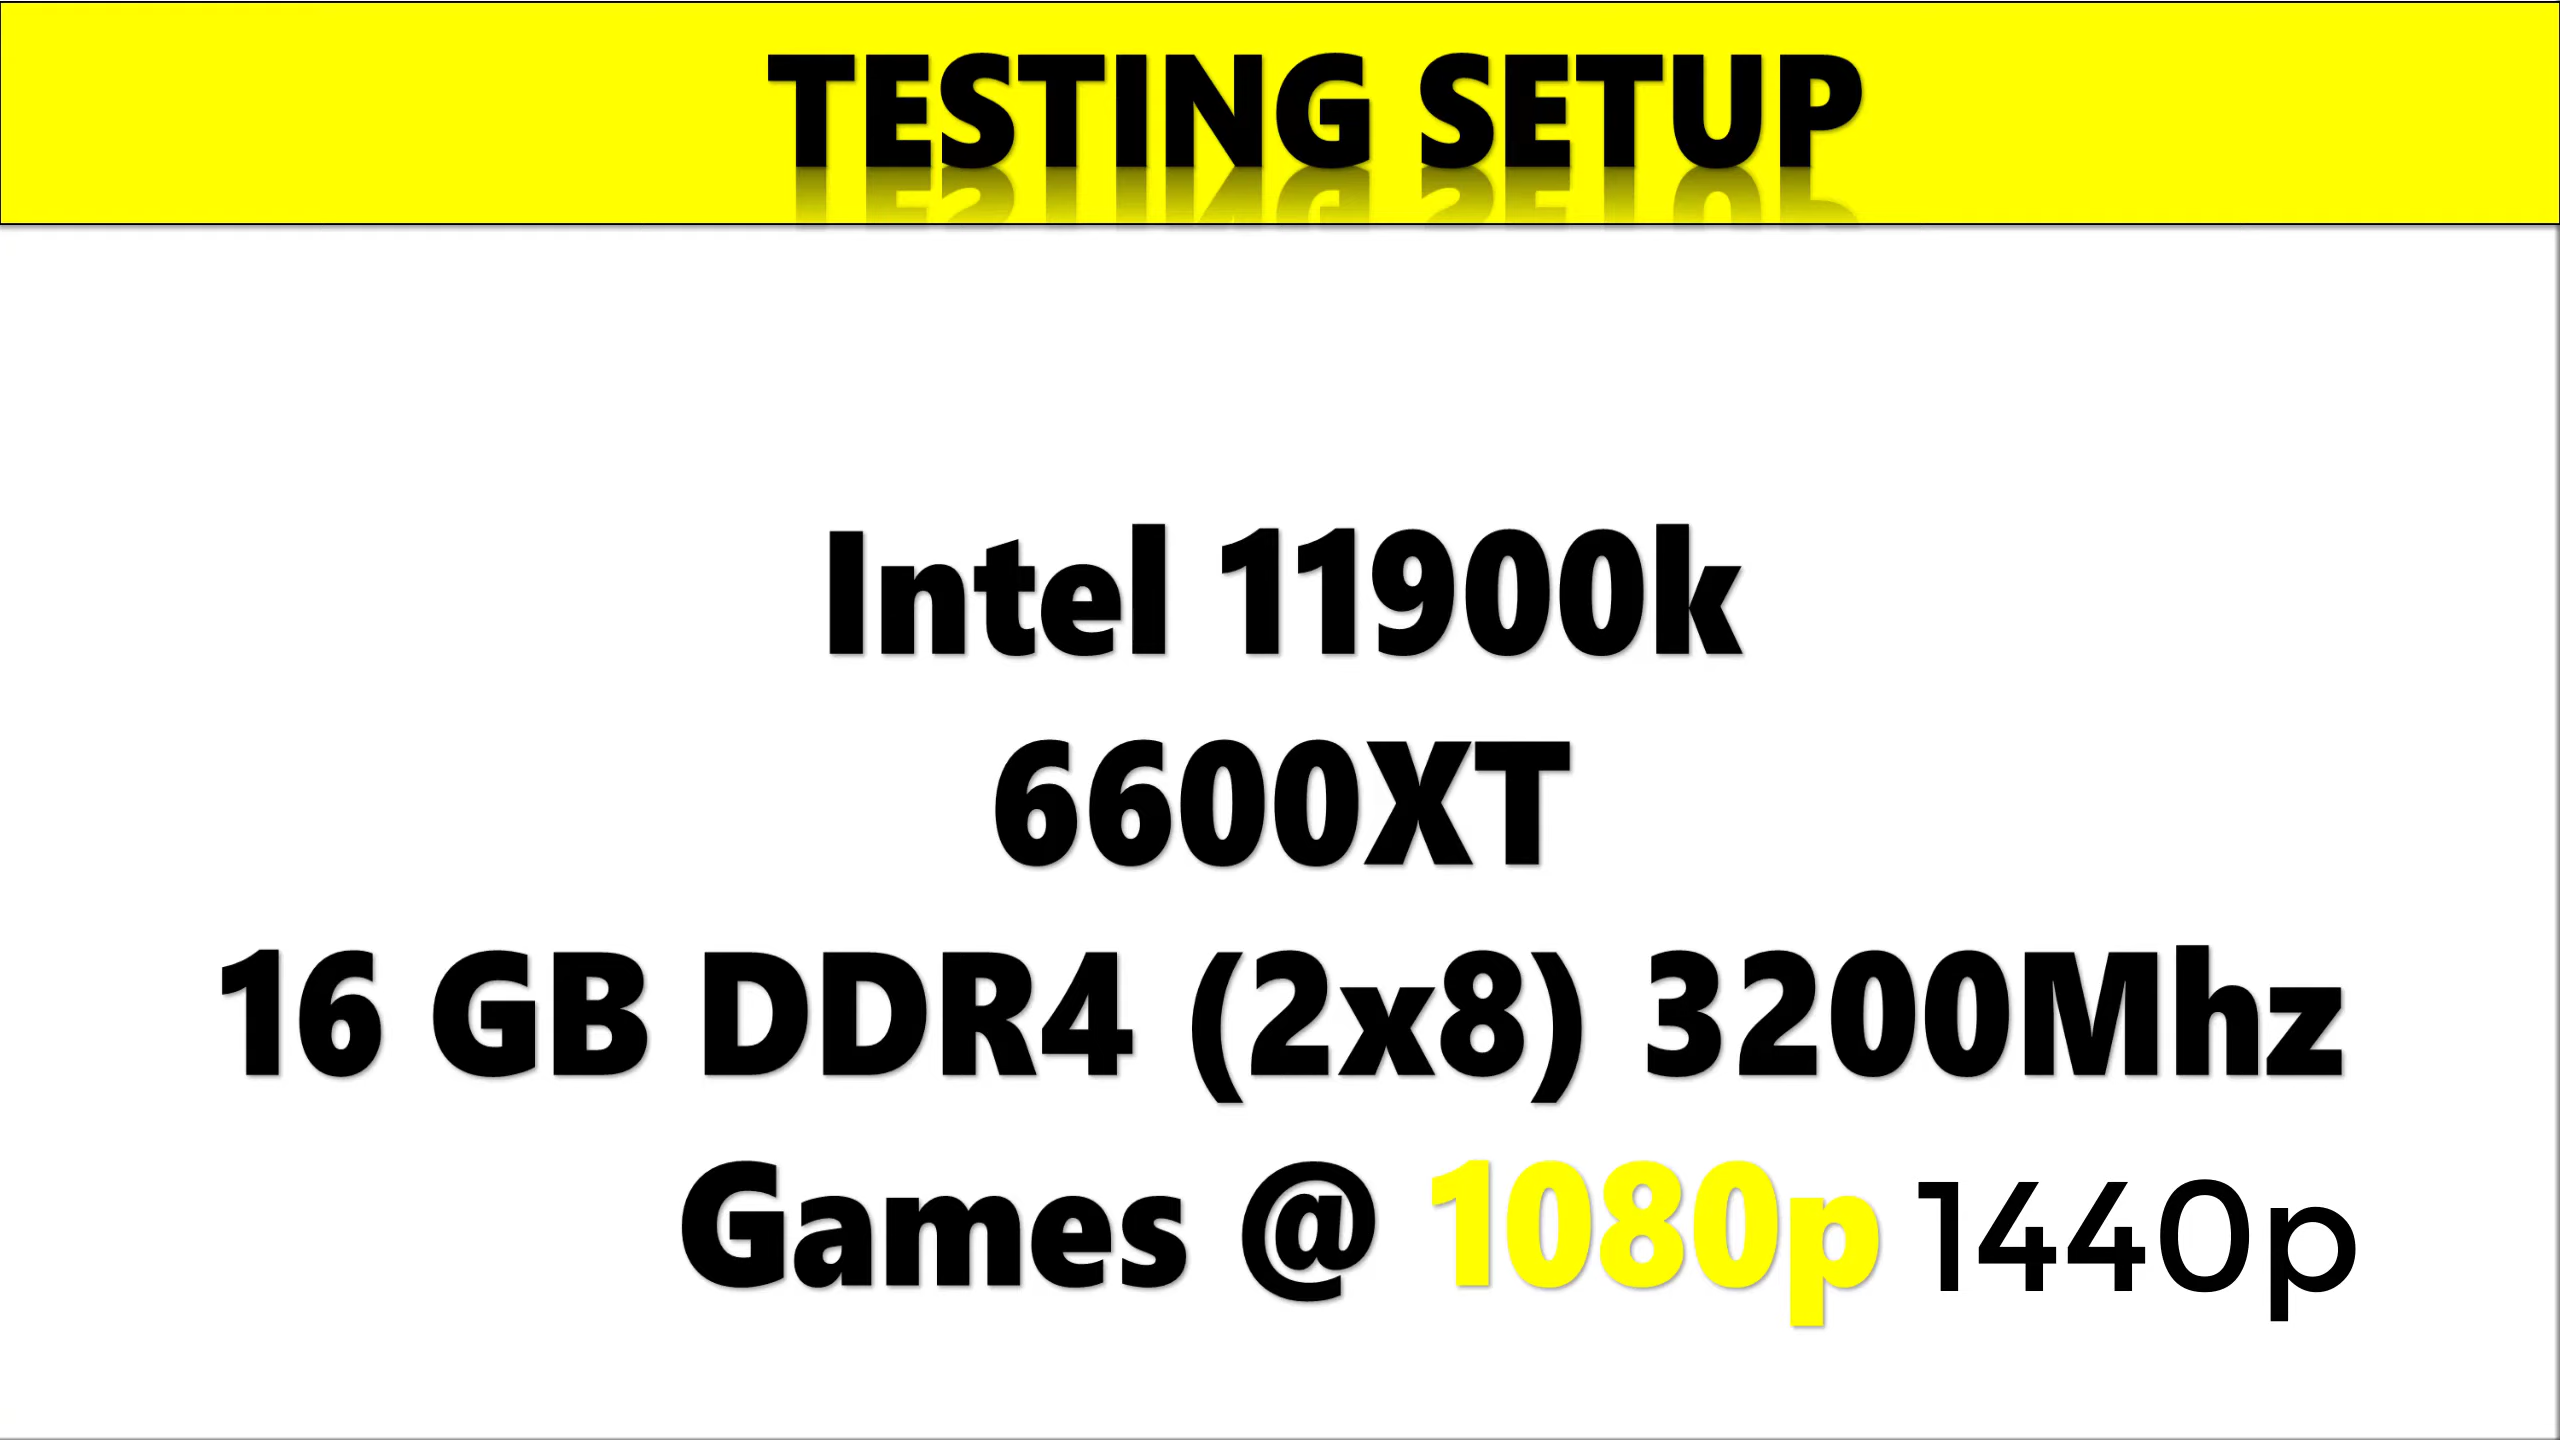 TESTING SETUP
Intel 11900k
6600XT
16 GB DDR4 (2x8) 3200Mhz
Games @ 1080p 1440p